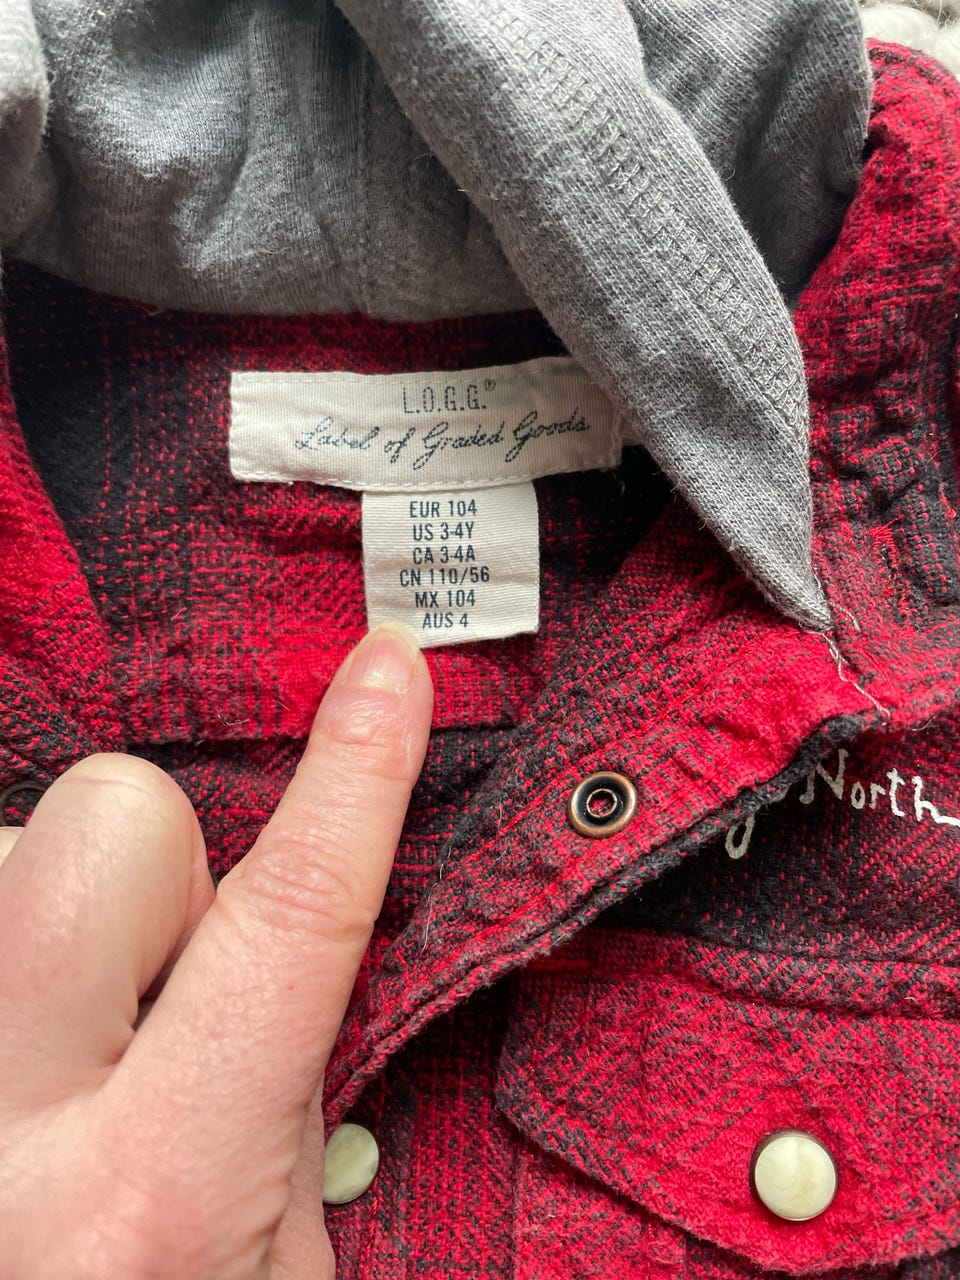 L.O.G.G.®
Label of Graded Goods
EUR 104
US 3-4Y
CA 3-4A
CN 110/56
MX 104
AUS 4
North